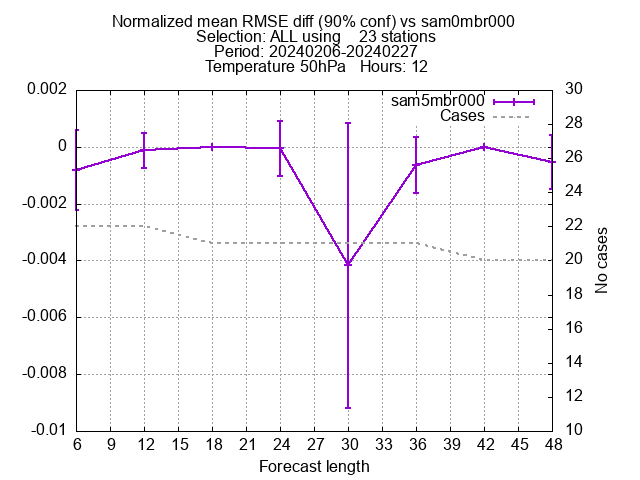 Normalized mean RMSE diff (90% conf) vs sam0mbr000
Selection: ALL using    23 stations
Period: 20240206-20240227
Temperature 50hPa   Hours: 12
sam5mbr000
Cases
0.002
0
-0.002
-0.004
-0.006
-0.008
-0.01
30
28
26
24
22
20
18
16
14
12
10
No cases
6 9 12 15 18 21 24 27 30 33 36 39 42 45 48
Forecast length